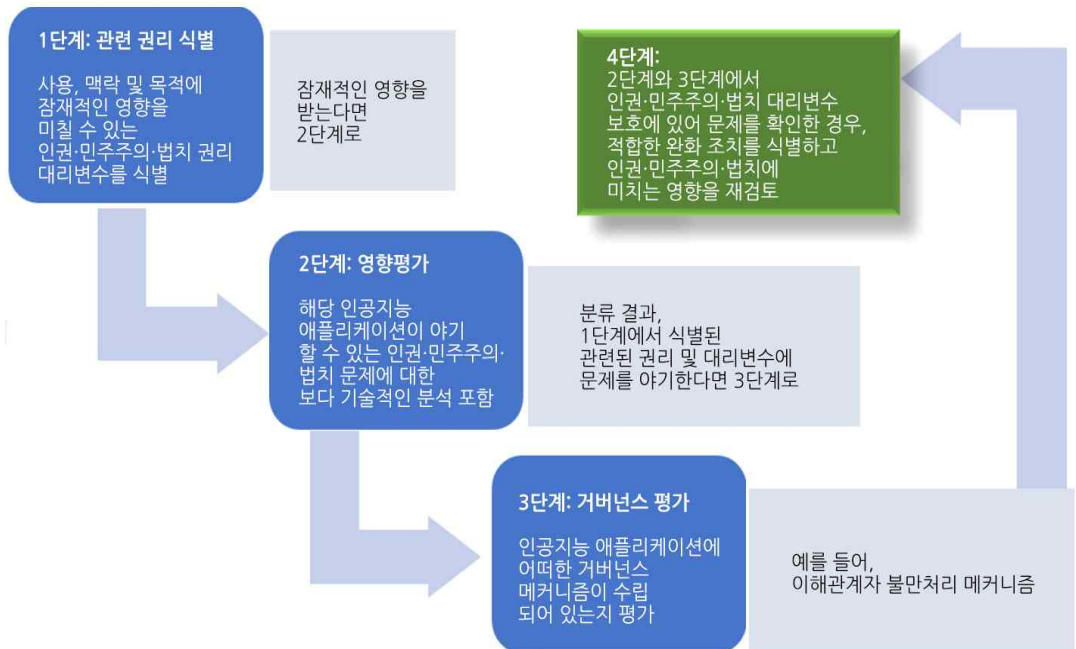 1단계: 관련 권리 식별
사용, 맥락 및 목적에
잠재적인 영향을
미칠 수 있는
인권·민주주의·법치 권리
대리변수를 식별
잠재적인 영향을
받는다면
2단계로
4단계:
2단계와 3단계에서
인권·민주주의·법치 대리변수
보호에 있어 문제를 확인한 경우,
적합한 완화 조치를 식별하고
인권·민주주의·법치에
미치는 영향을 재검토
2단계: 영향평가
해당 인공지능
애플리케이션이 야기
할 수 있는 인권·민주주의·
법치 문제에 대한
보다 기술적인 분석 포함
분류 결과,
1단계에서 식별된
관련된 권리 및 대리변수에
문제를 야기한다면 3단계로
3단계: 거버넌스 평가
인공지능 애플리케이션에
어떠한 거버넌스
메커니즘이 수립
되어 있는지 평가
예를 들어,
이해관계자 불만처리 메커니즘